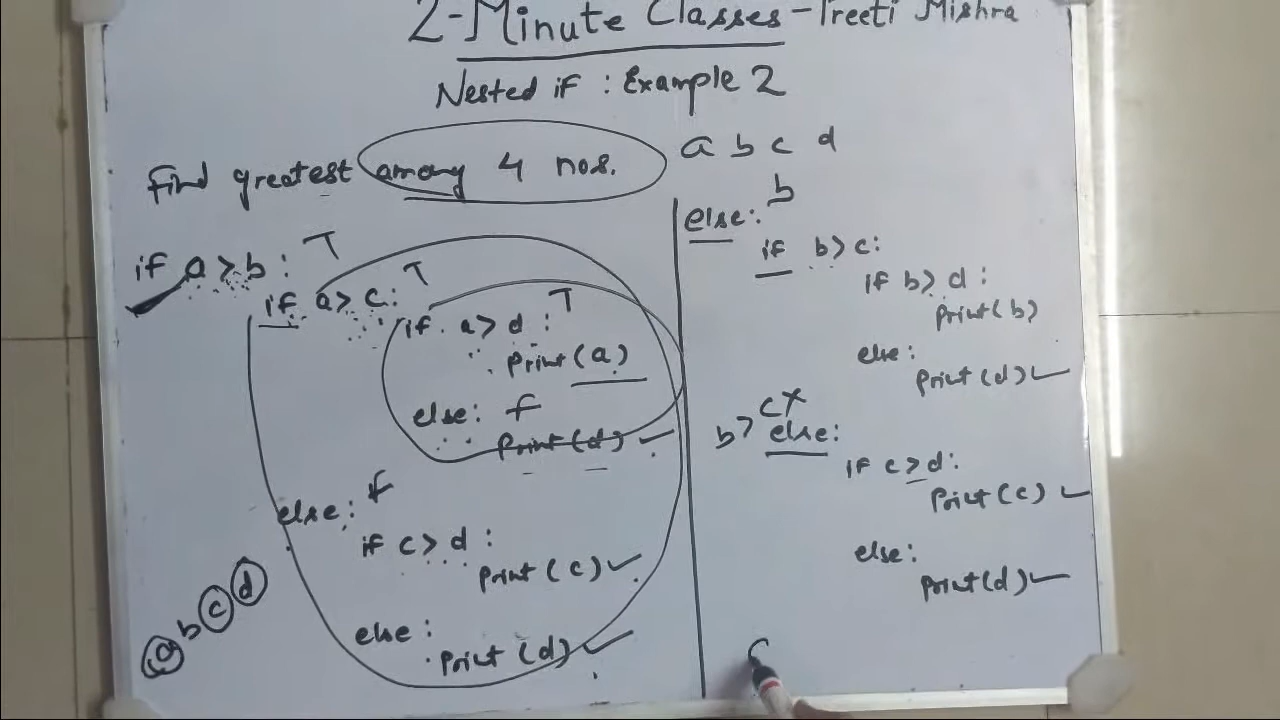 2-Minute Classes-Preeti Mishra
Nested if : Example 2
find greatest among 4 nos.
a b c d
if a>b : T
if a> c: T
if a> d : T
print(a)
else: f
print(d)
else: f
if c> d :
print (c)
else :
print (d)
a b c d
else: b
if b>c:
if b> d :
print(b)
else:
print(d)
b> c x
else:
if c>d:
print(c)
else:
print(d)